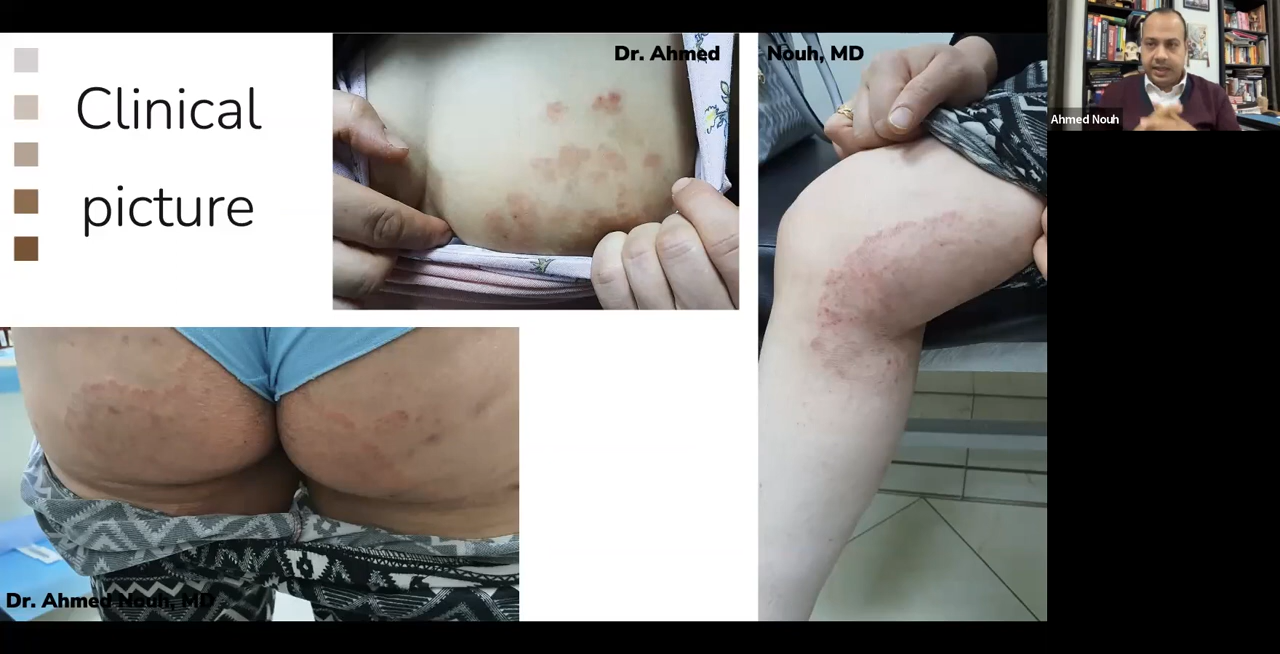 Clinical
picture
Dr. Ahmed Nouh, MD
Ahmed Nouh
Dr. Ahmed Nouh, MD